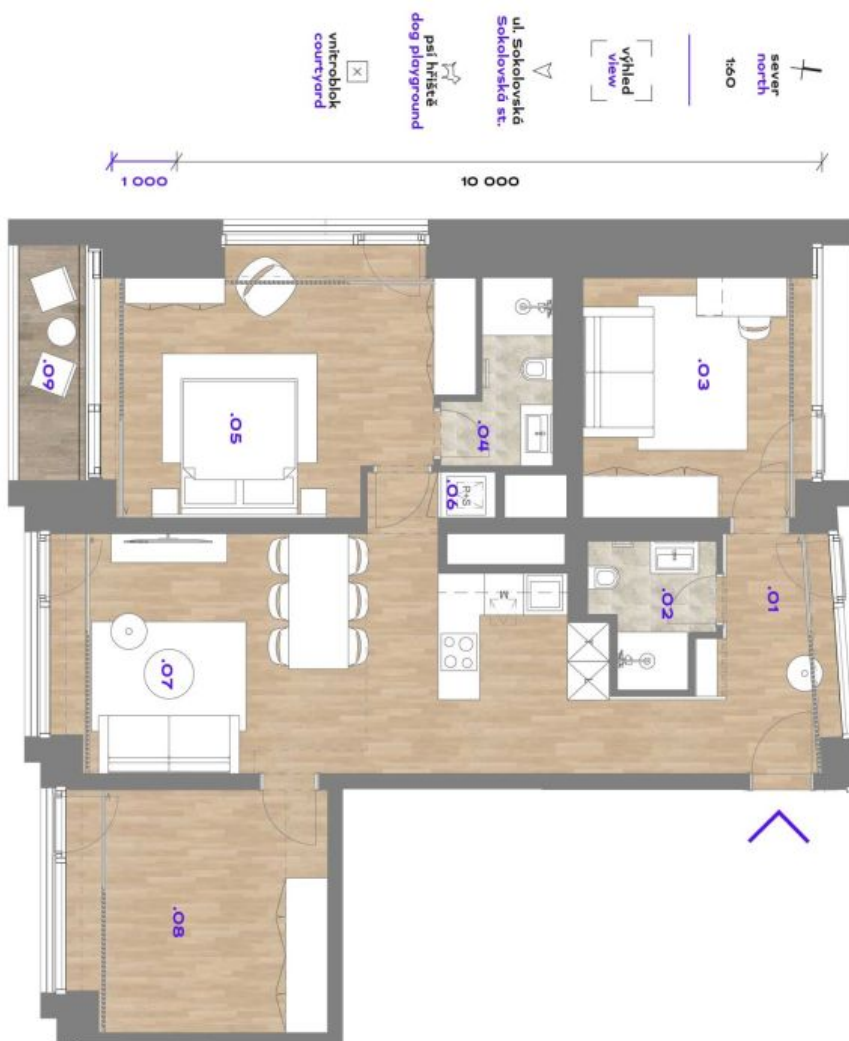 sever
north
1:60
výhled
view
ul. Sokolovská
Sokolovská st.
psí hřiště
dog playground
vnitroblok
courtyard
1 000
10 000
.01
.02
.03
.04
.05
.06
P+S
M
.07
.08
.09